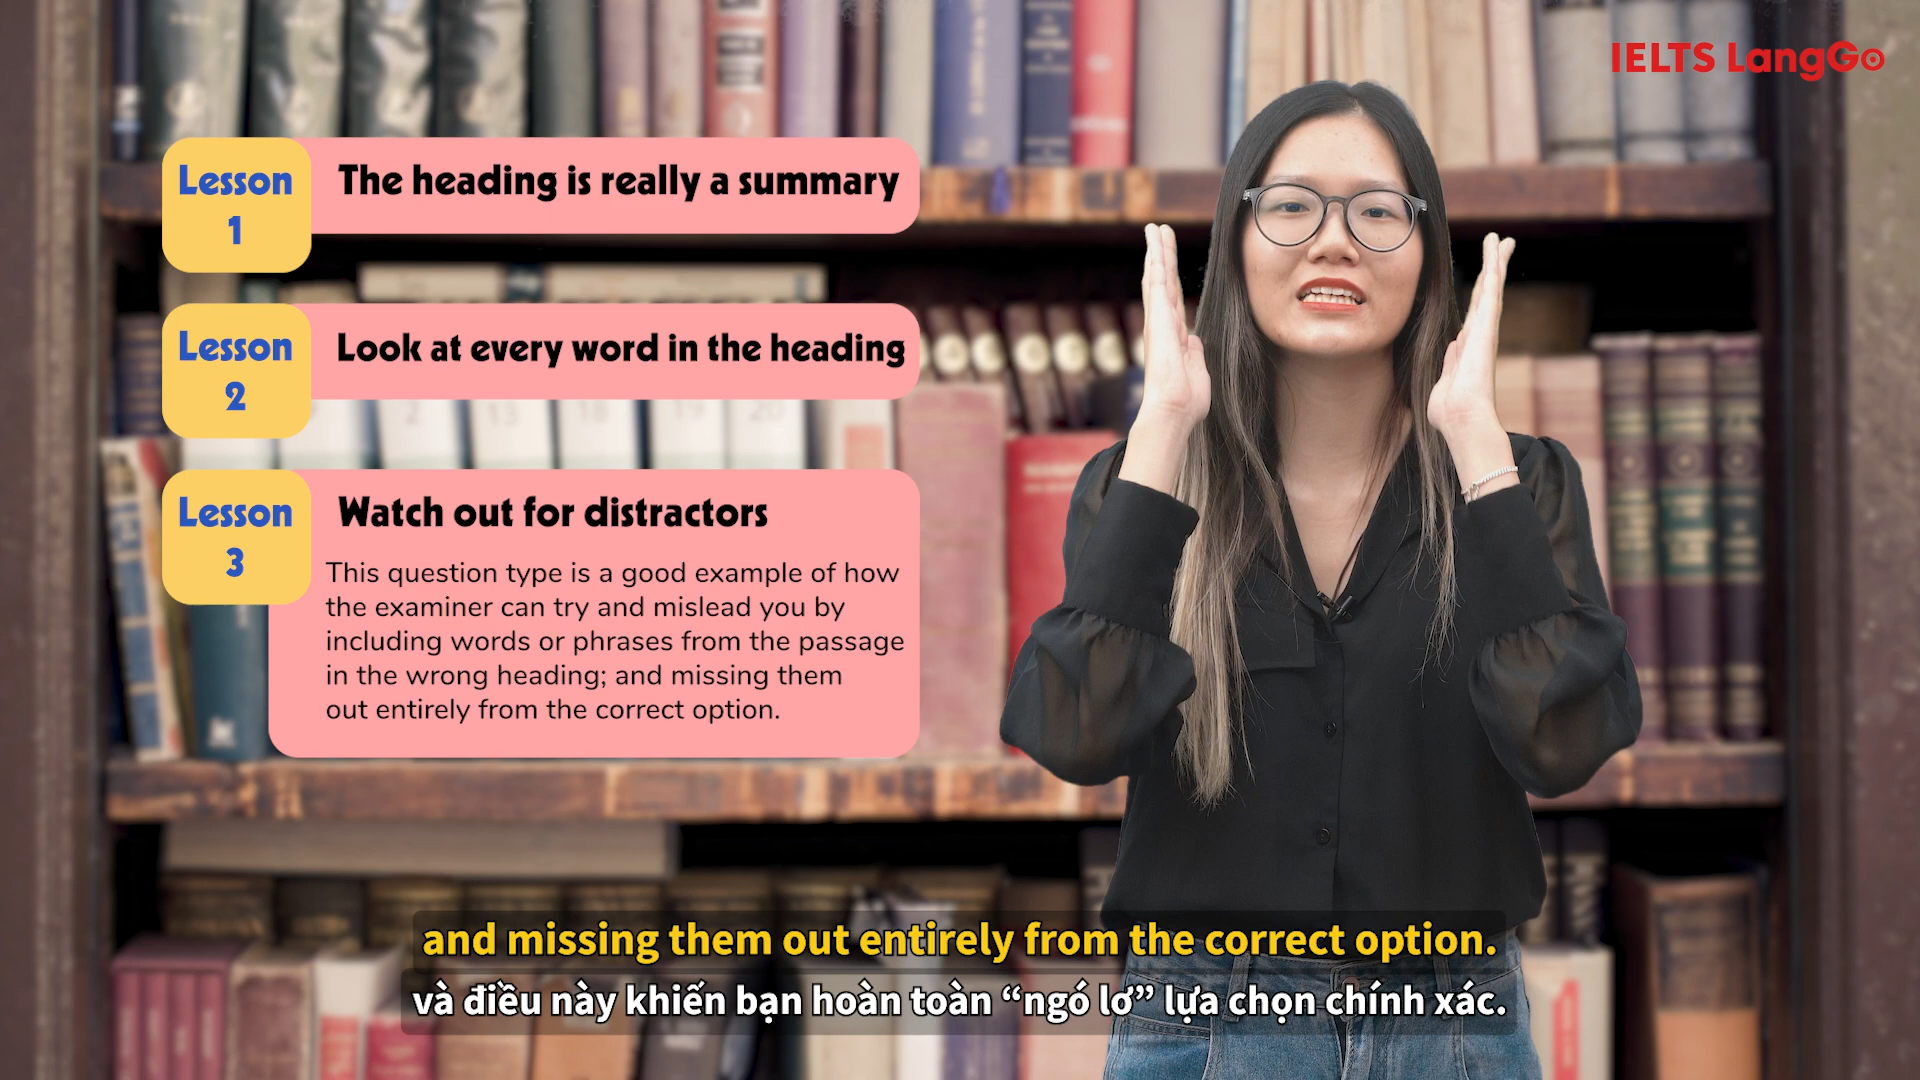 IELTS LangGo
Lesson
1
The heading is really a summary
Lesson
2
Look at every word in the heading
Lesson
3
Watch out for distractors
This question type is a good example of how
the examiner can try and mislead you by
including words or phrases from the passage
in the wrong heading; and missing them
out entirely from the correct option.
and missing them out entirely from the correct option.
và điều này khiến bạn hoàn toàn “ngó lơ” lựa chọn chính xác.